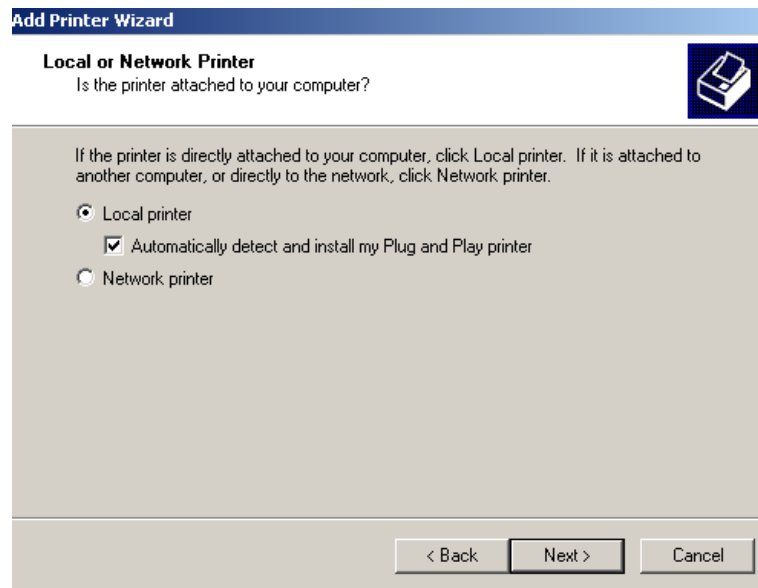 Add Printer Wizard
Local or Network Printer
Is the printer attached to your computer?
If the printer is directly attached to your computer, click Local printer.  If it is attached to
another computer, or directly to the network, click Network printer.
Local printer
Automatically detect and install my Plug and Play printer
Network printer
< Back
Next >
Cancel